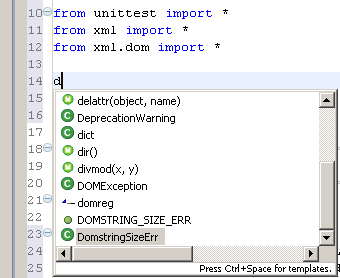 10 from unittest import *
11 from xml import *
12 from xml.dom import *
13
14 d
15 delattr(object, name)
16 DeprecationWarning
17 dict
18 dir()
19 divmod(x, y)
20 DOMException
21 domreg
22 DOMSTRING_SIZE_ERR
23 DomstringSizeErr
24
25 Press Ctrl+Space for templates.